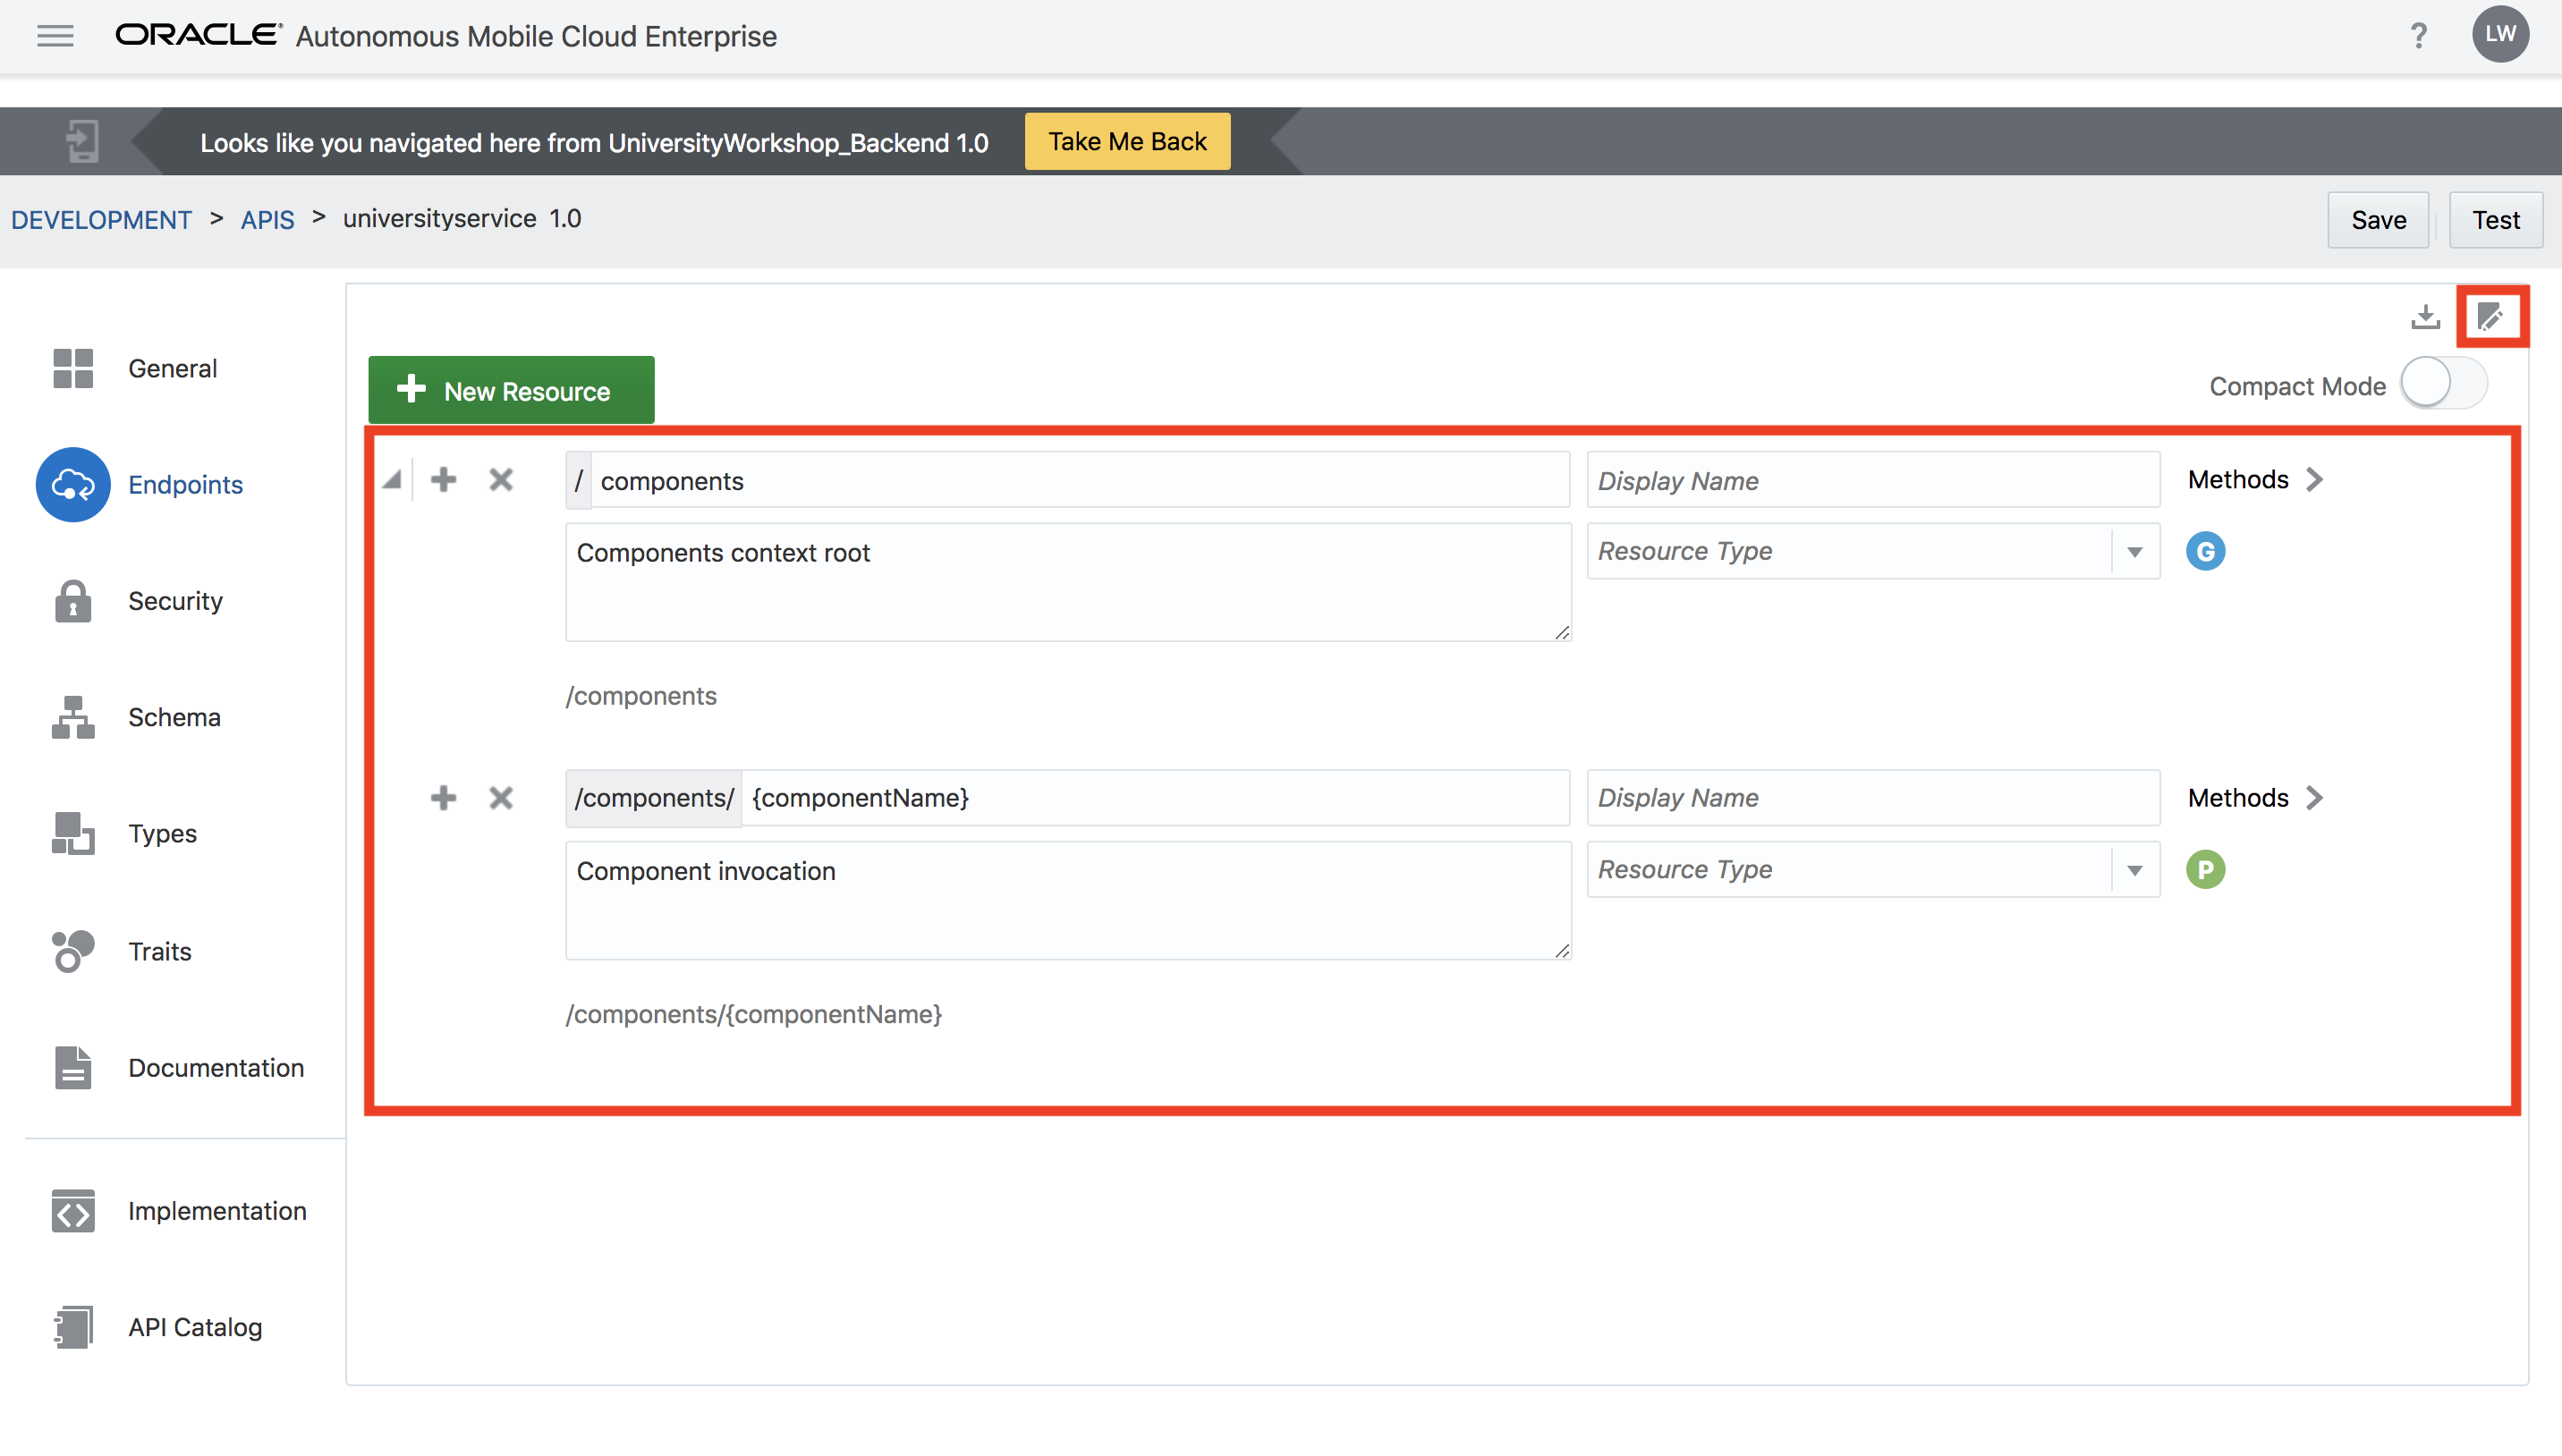 ORACLE® Autonomous Mobile Cloud Enterprise
? LW
Looks like you navigated here from UniversityWorkshop_Backend 1.0 Take Me Back
DEVELOPMENT > APIS > universityservice 1.0
Save Test
General
Endpoints
Security
Schema
Types
Traits
Documentation
Implementation
API Catalog
New Resource
Compact Mode
/ components Display Name Methods
Components context root Resource Type G
/components
/components/ {componentName} Display Name Methods
Component invocation Resource Type P
/components/{componentName}